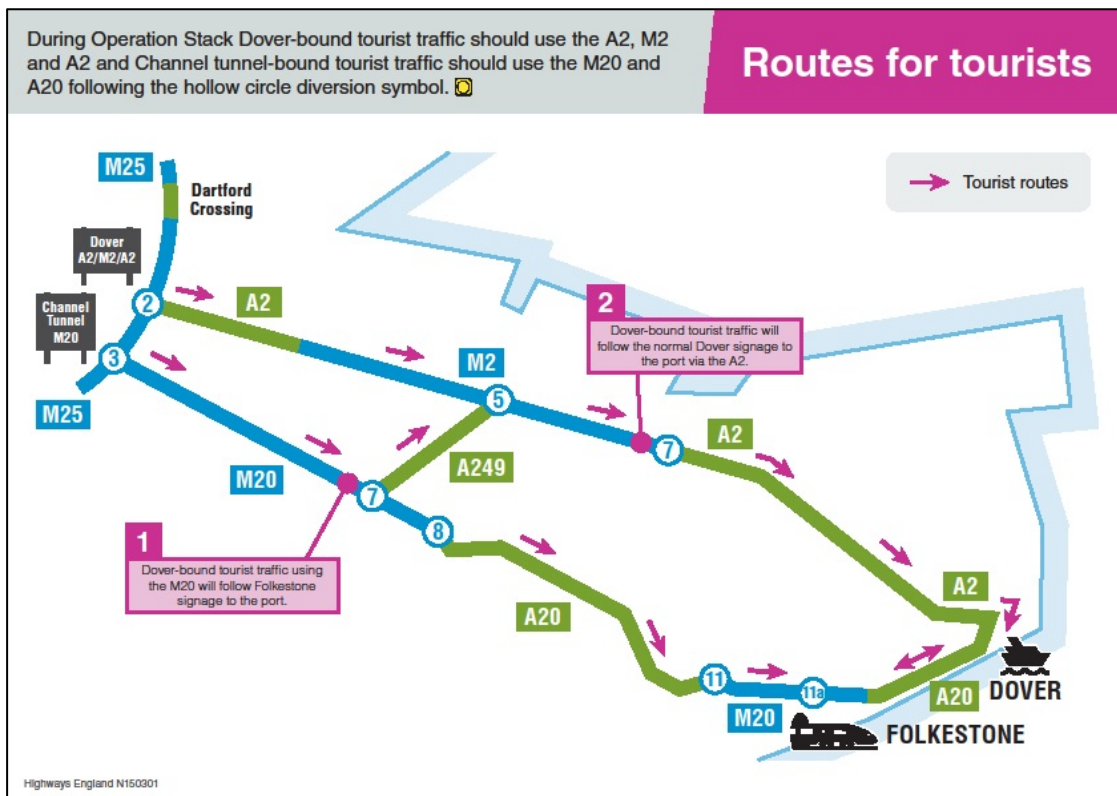 During Operation Stack Dover-bound tourist traffic should use the A2, M2
and A2 and Channel tunnel-bound tourist traffic should use the M20 and
A20 following the hollow circle diversion symbol.
Routes for tourists
M25
Dartford
Crossing
Tourist routes
Dover
A2/M2/A2
Channel
Tunnel
M20
2
A2
3
M25
M2
5
2
Dover-bound tourist traffic will
follow the normal Dover signage to
the port via the A2.
7
A2
M20
A249
7
8
1
Dover-bound tourist traffic using
the M20 will follow Folkestone
signage to the port.
A20
A2
11
11a
M20
A20
DOVER
FOLKESTONE
Highways England N150301